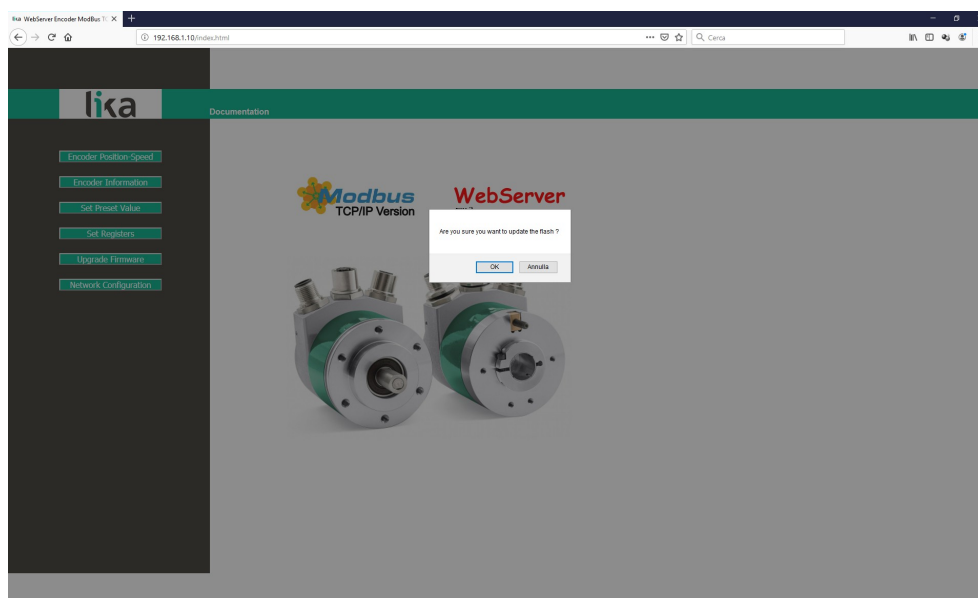 lika WebServer Encoder ModBus TC
192.168.1.10/index.html
Cerca
lika
Documentation
Encoder Position-Speed
Encoder Information
Set Preset Value
Set Registers
Upgrade Firmware
Network Configuration
Modbus
TCP/IP Version
WebServer
Are you sure you want to update the flash ?
OK Annulla